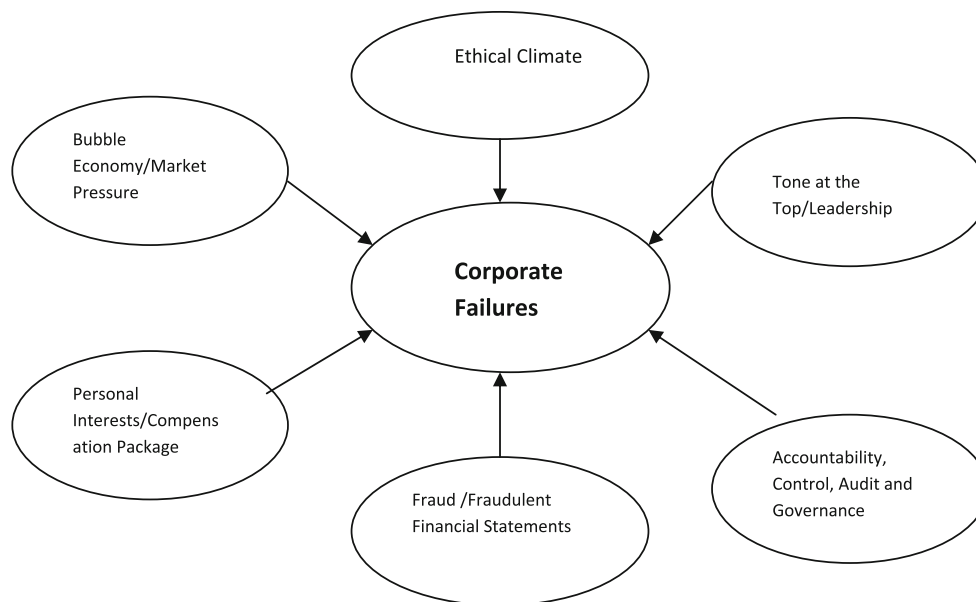 Ethical Climate
Bubble
Economy/Market
Pressure
Tone at the
Top/Leadership
Corporate
Failures
Personal
Interests/Compens
ation Package
Accountability,
Control, Audit and
Governance
Fraud /Fraudulent
Financial Statements